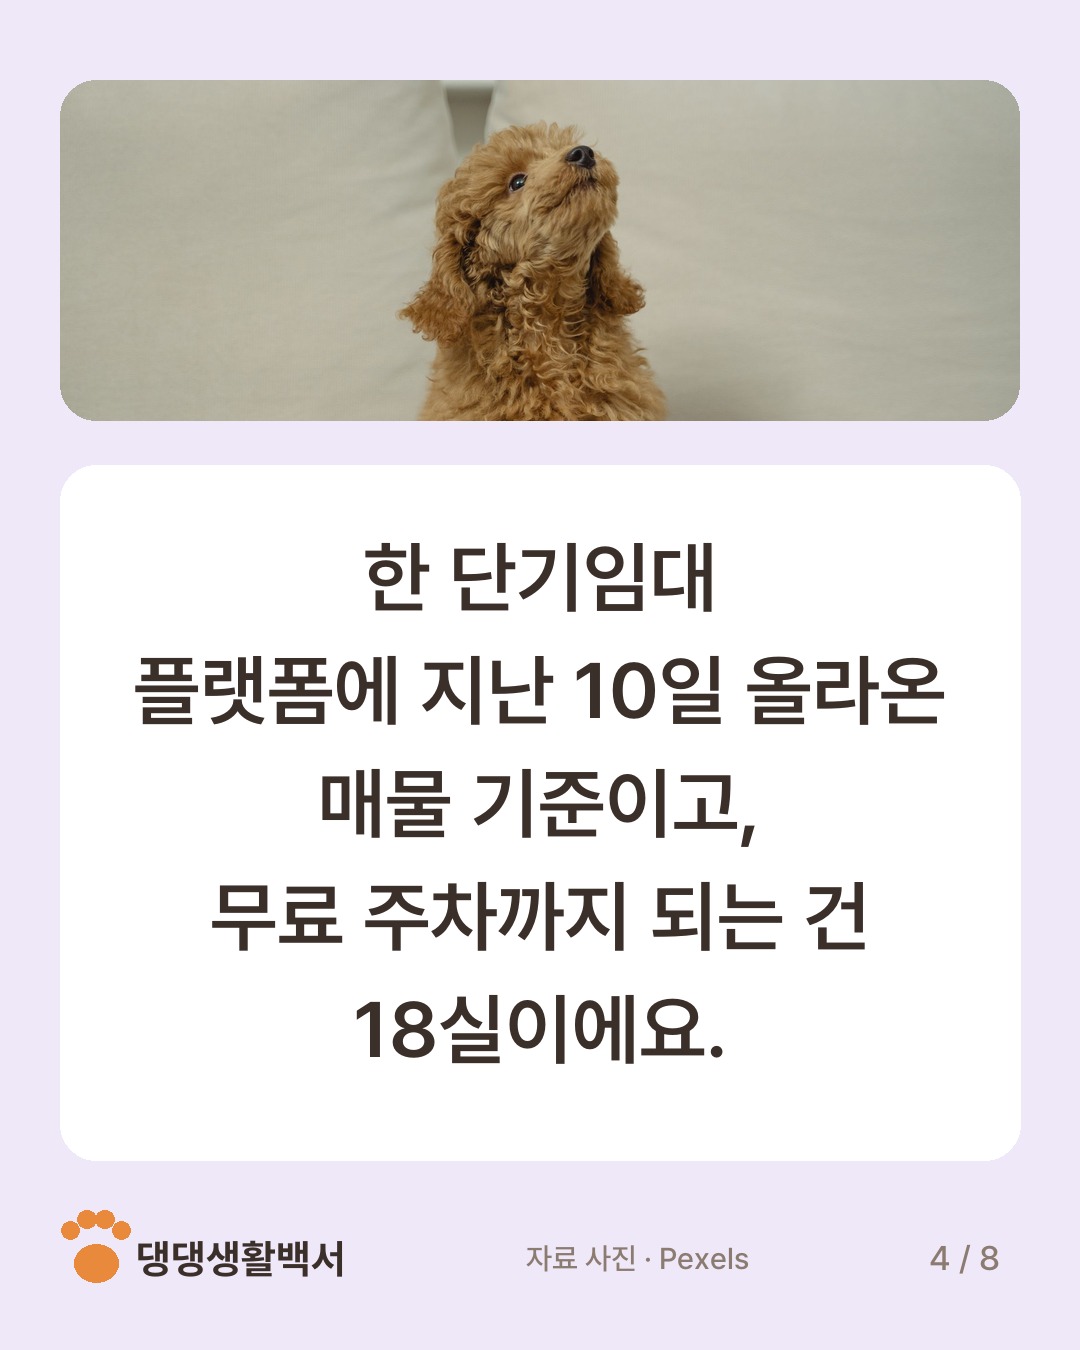 한 단기임대
플랫폼에 지난 10일 올라온
매물 기준이고,
무료 주차까지 되는 건
18실이에요.
댕댕생활백서
자료 사진 · Pexels
4 / 8